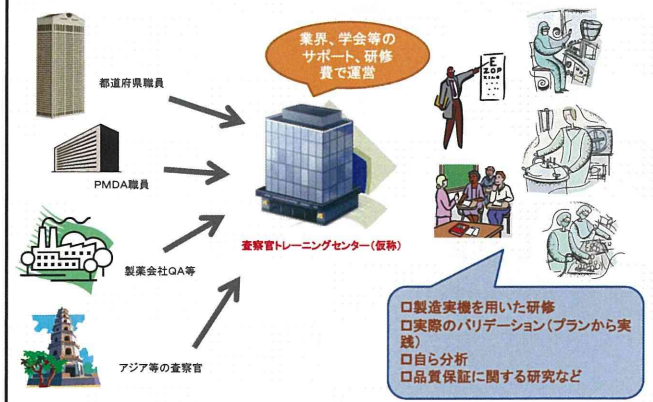 業界、学会等の
サポート、研修
費で運営
都道府県職員
PMDA職員
製薬会社QA等
アジア等の査察官
査察官トレーニングセンター(仮称)
E
ZOP
□製造実機を用いた研修
□実際のバリデーション(プランから実
践)
□自ら分析
□品質保証に関する研究など